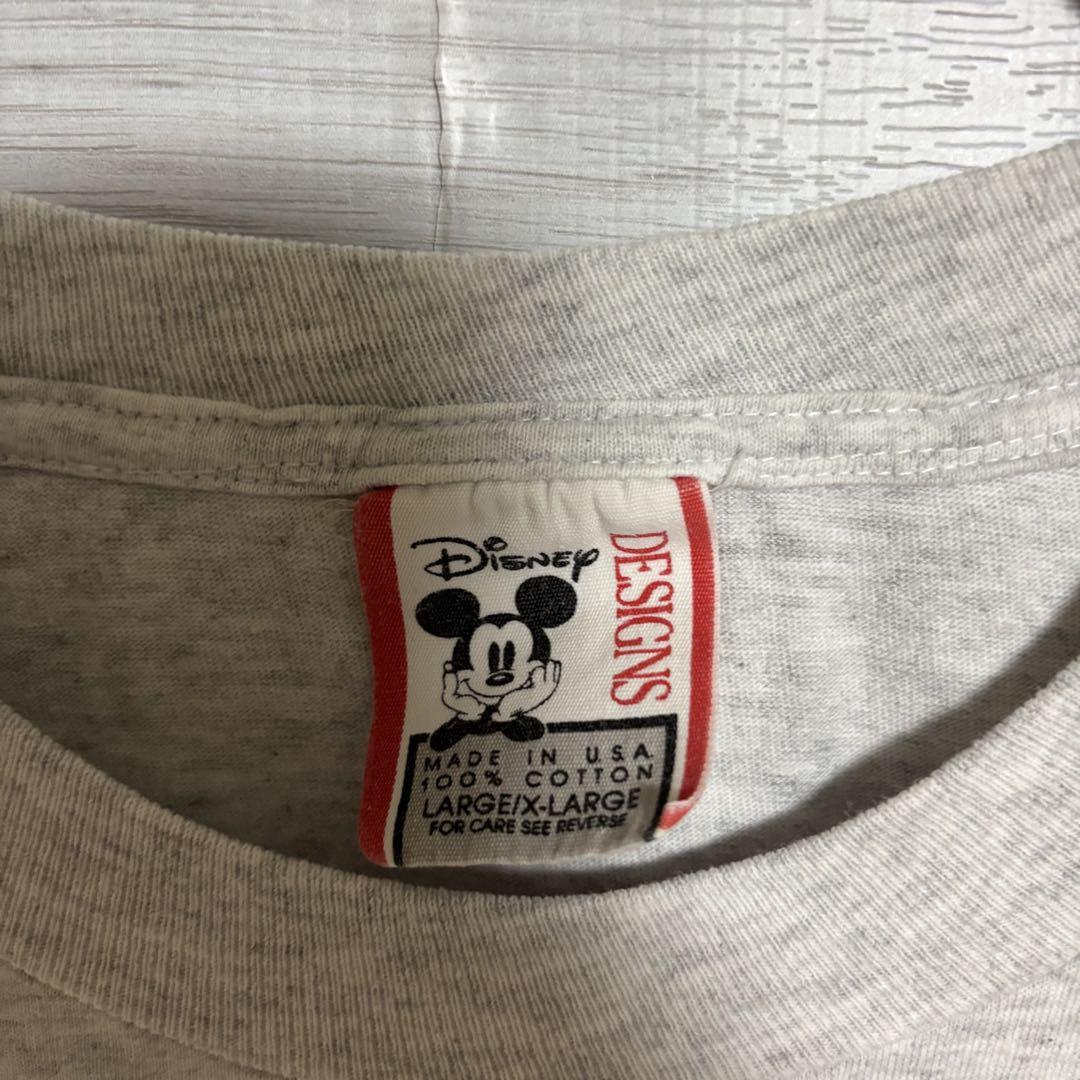 Disney
DESIGNS
MADE IN U.S.A.
100% COTTON
LARGE/X-LARGE
FOR CARE SEE REVERSE